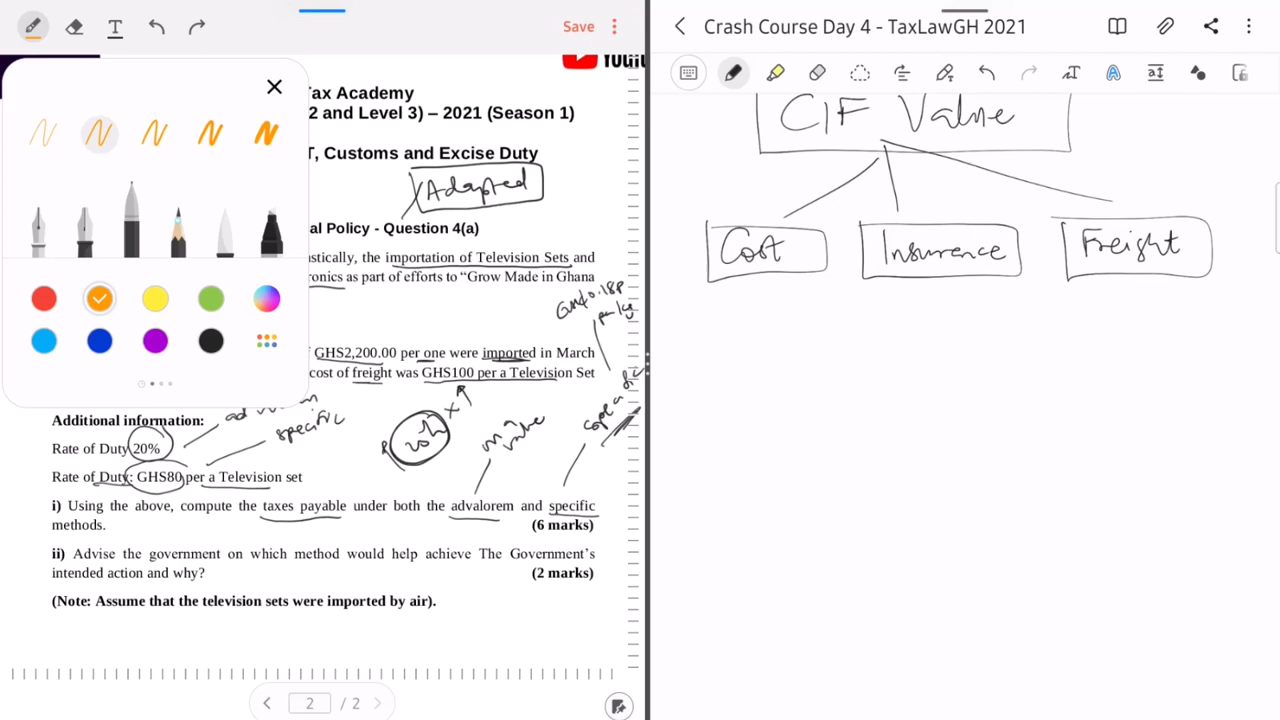 Save
YouTu
Tax Academy
2 and Level 3) – 2021 (Season 1)
T, Customs and Excise Duty
Adapted
al Policy - Question 4(a)
stically, the importation of Television Sets and
ronics as part of efforts to “Grow Made in Ghana
GHS2,200.00 per one were imported in March
cost of freight was GHS100 per a Television Set
Additional information:
specific
value
Rate of Duty 20%
Rate of Duty: GHS80 per a Television set
i) Using the above, compute the taxes payable under both the advalorem and specific
methods. (6 marks)
ii) Advise the government on which method would help achieve The Government’s
intended action and why? (2 marks)
(Note: Assume that the television sets were imported by air).
2 / 2
Crash Course Day 4 - TaxLawGH 2021
CIF Value
Cost Insurance Freight